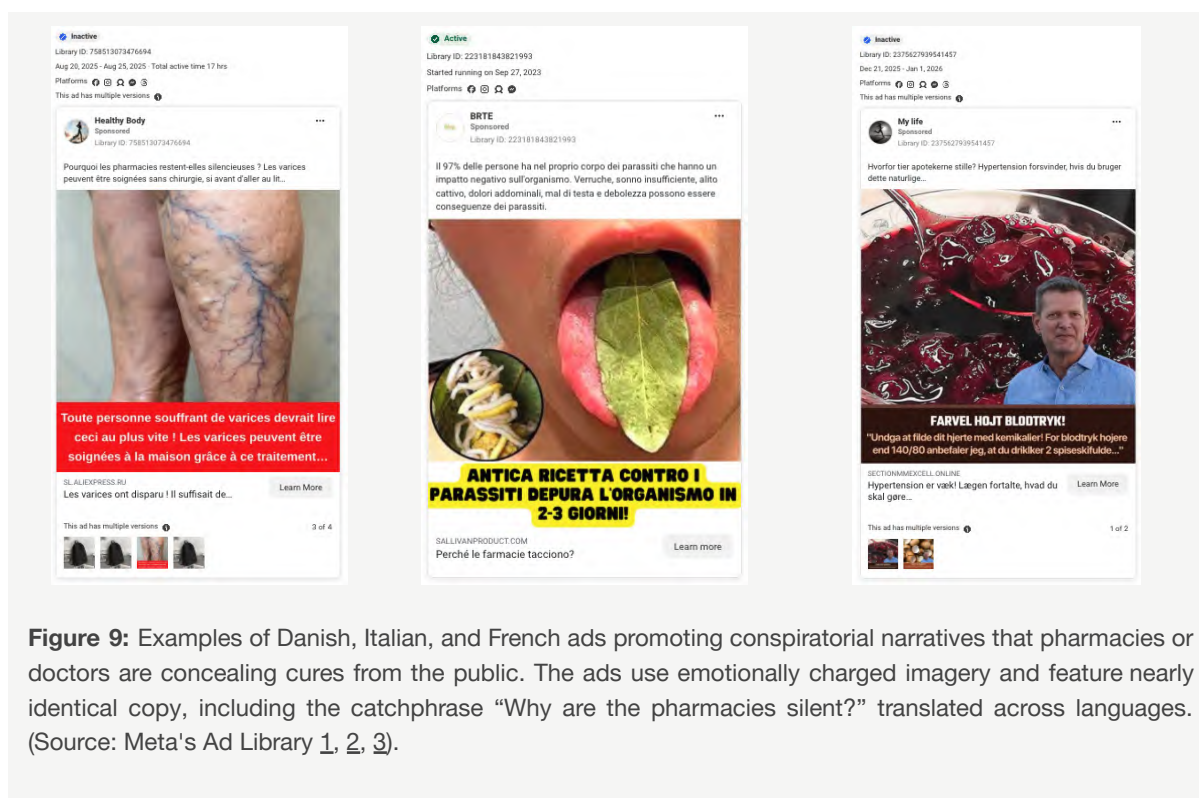 Inactive
Library ID: 758513073476694
Aug 20, 2025 - Aug 25, 2025 · Total active time 17 hrs
Platforms
This ad has multiple versions
Healthy Body
Sponsored
Library ID: 758513073476694
Pourquoi les pharmacies restent-elles silencieuses ? Les varices
peuvent être soignées sans chirurgie, si avant d'aller au lit...
Toute personne souffrant de varices devrait lire
ceci au plus vite ! Les varices peuvent être
soignées à la maison grâce à ce traitement...
SL.ALIEXPRESS.RU
Les varices ont disparu ! Il suffisait de...
Learn More
This ad has multiple versions
3 of 4
Active
Library ID: 223181843821993
Started running on Sep 27, 2023
Platforms
BRTE
Sponsored
Library ID: 223181843821993
Il 97% delle persone ha nel proprio corpo dei parassiti che hanno un
impatto negativo sull'organismo. Verruche, sonno insufficiente, alito
cattivo, dolori addominali, mal di testa e debolezza possono essere
conseguenze dei parassiti.
ANTICA RICETTA CONTRO I
PARASSITI DEPURA L'ORGANISMO IN
2-3 GIORNI!
SALLIVANPRODUCT.COM
Perché le farmacie tacciono?
Learn more
Inactive
Library ID: 2375627939541457
Dec 21, 2025 - Jan 1, 2026
Platforms
This ad has multiple versions
My life
Sponsored
Library ID: 2375627939541457
Hvorfor tier apotekerne stille? Hypertension forsvinder, hvis du bruger
dette naturlige...
FARVEL HØJT BLODTRYK!
"Undga at filde dit hjerte med kemikalier! For blodtryk hojere
end 140/80 anbefaler jeg, at du driklker 2 spiseskifulde..."
SECTIONMMEXCELL.ONLINE
Hypertension er væk! Lægen fortalte, hvad du
skal gøre...
Learn More
This ad has multiple versions
1 of 2
Figure 9: Examples of Danish, Italian, and French ads promoting conspiratorial narratives that pharmacies or
doctors are concealing cures from the public. The ads use emotionally charged imagery and feature nearly
identical copy, including the catchphrase “Why are the pharmacies silent?” translated across languages.
(Source: Meta's Ad Library 1, 2, 3).